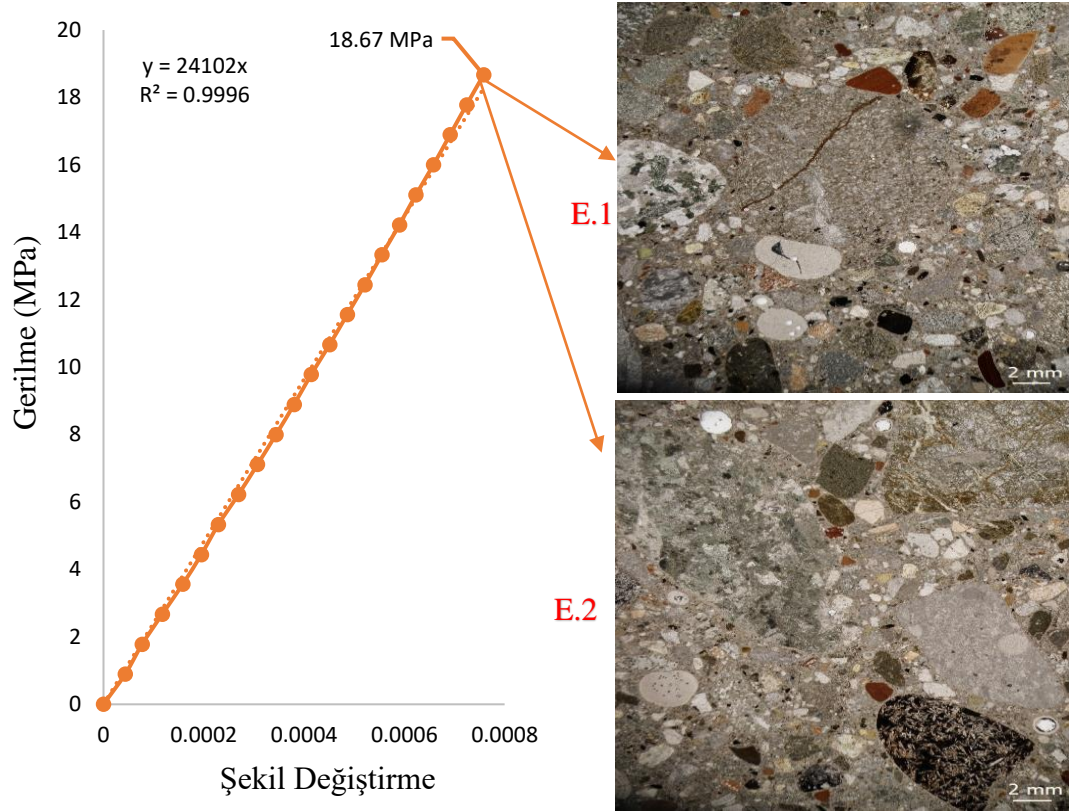 20
18
16
14
12
10
8
6
4
2
0
Gerilme (MPa)
y = 24102x
R² = 0.9996
18.67 MPa
0
0.0002
0.0004
0.0006
0.0008
Şekil Değiştirme
E.1
2 mm
E.2
2 mm